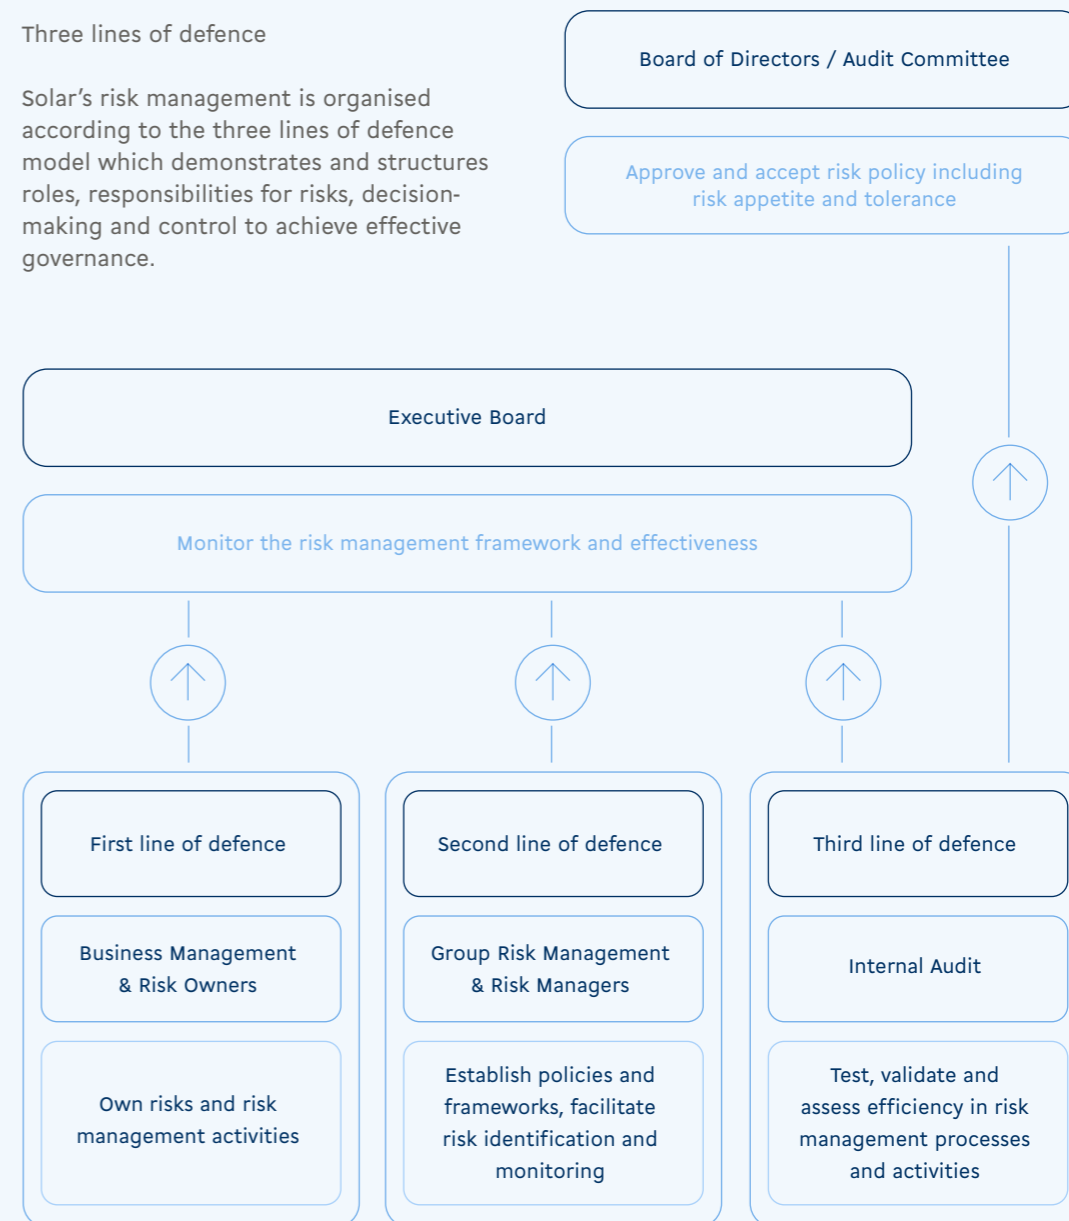 Three lines of defence
Solar's risk management is organised
according to the three lines of defence
model which demonstrates and structures
roles, responsibilities for risks, decision-
making and control to achieve effective
governance.
Board of Directors / Audit Committee
Approve and accept risk policy including
risk appetite and tolerance
Executive Board
Monitor the risk management framework and effectiveness
First line of defence
Business Management
& Risk Owners
Own risks and risk
management activities
Second line of defence
Group Risk Management
& Risk Managers
Establish policies and
frameworks, facilitate
risk identification and
monitoring
Third line of defence
Internal Audit
Test, validate and
assess efficiency in risk
management processes
and activities